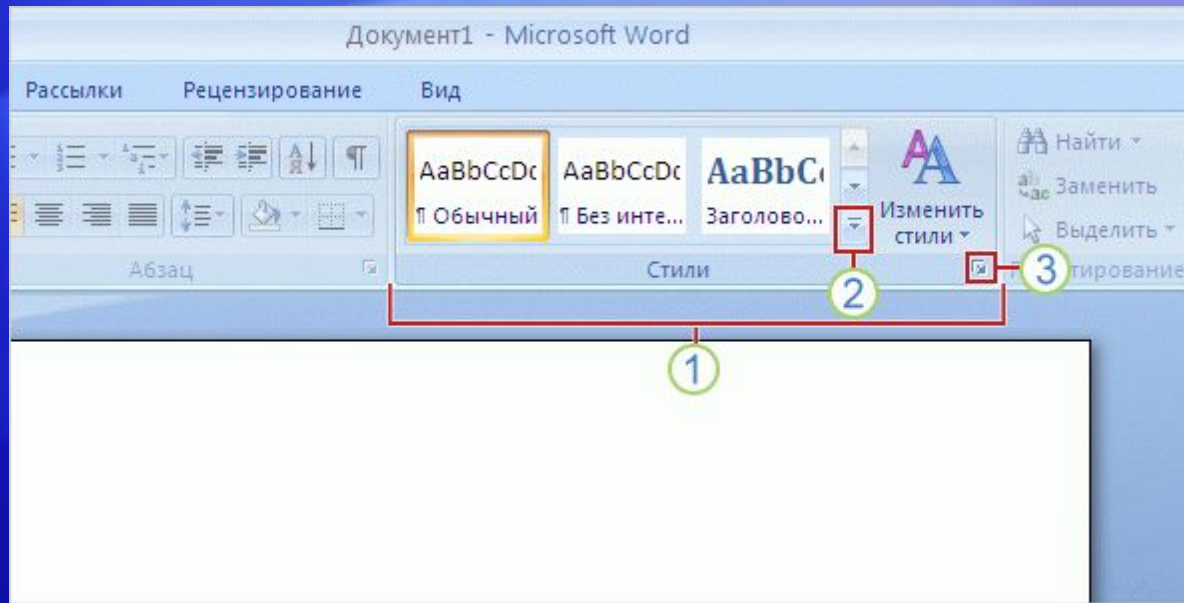 Документ1 - Microsoft Word
Рассылки Рецензирование Вид
AaBbCcDc AaBbCcDc AaBbC
¶ Обычный ¶ Без инте... Заголово...
Изменить
стили
Найти
Заменить
Выделить
Абзац Стили тирование
2
3
1